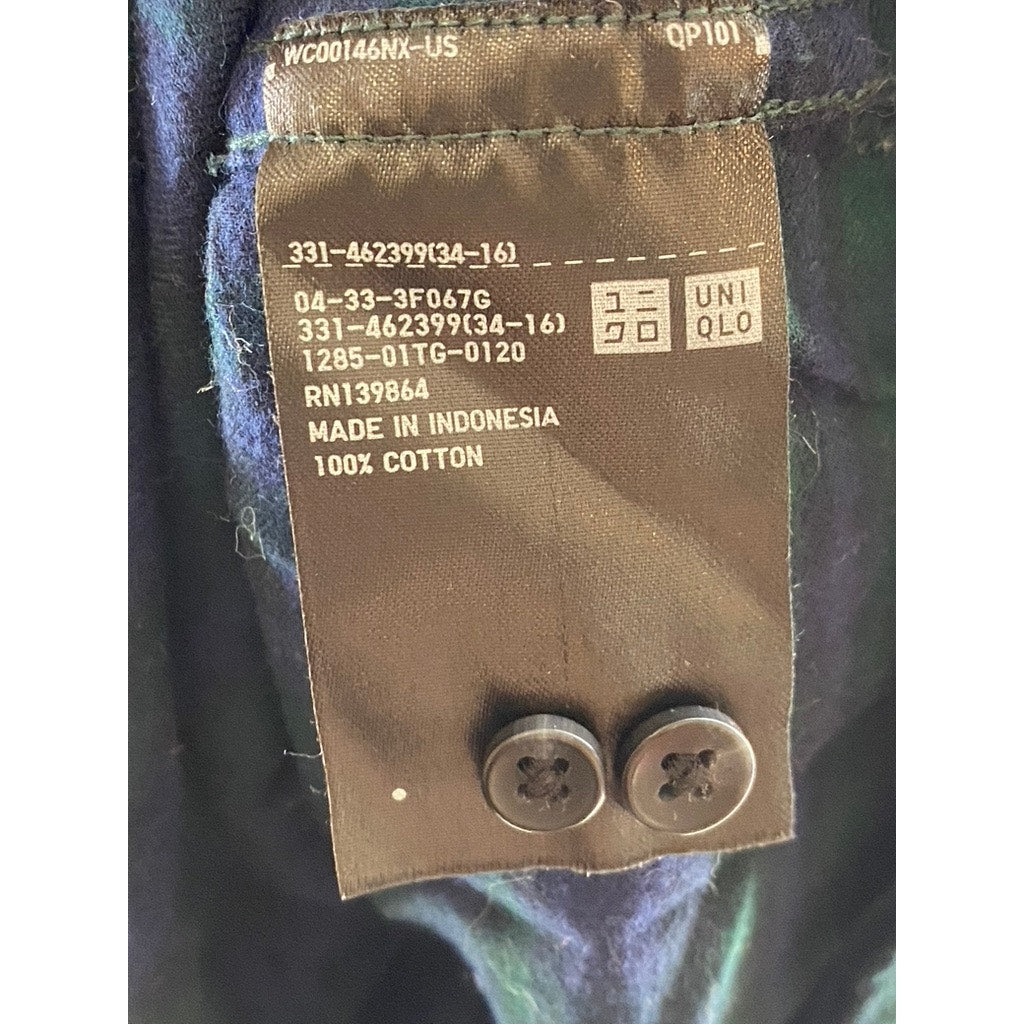 WC00146NX-US QP101
331-462399(34-16)
04-33-3F067G
331-462399(34-16)
1285-01TG-0120
RN139864
MADE IN INDONESIA
100% COTTON
ユニ
クロ
UNI
QLO